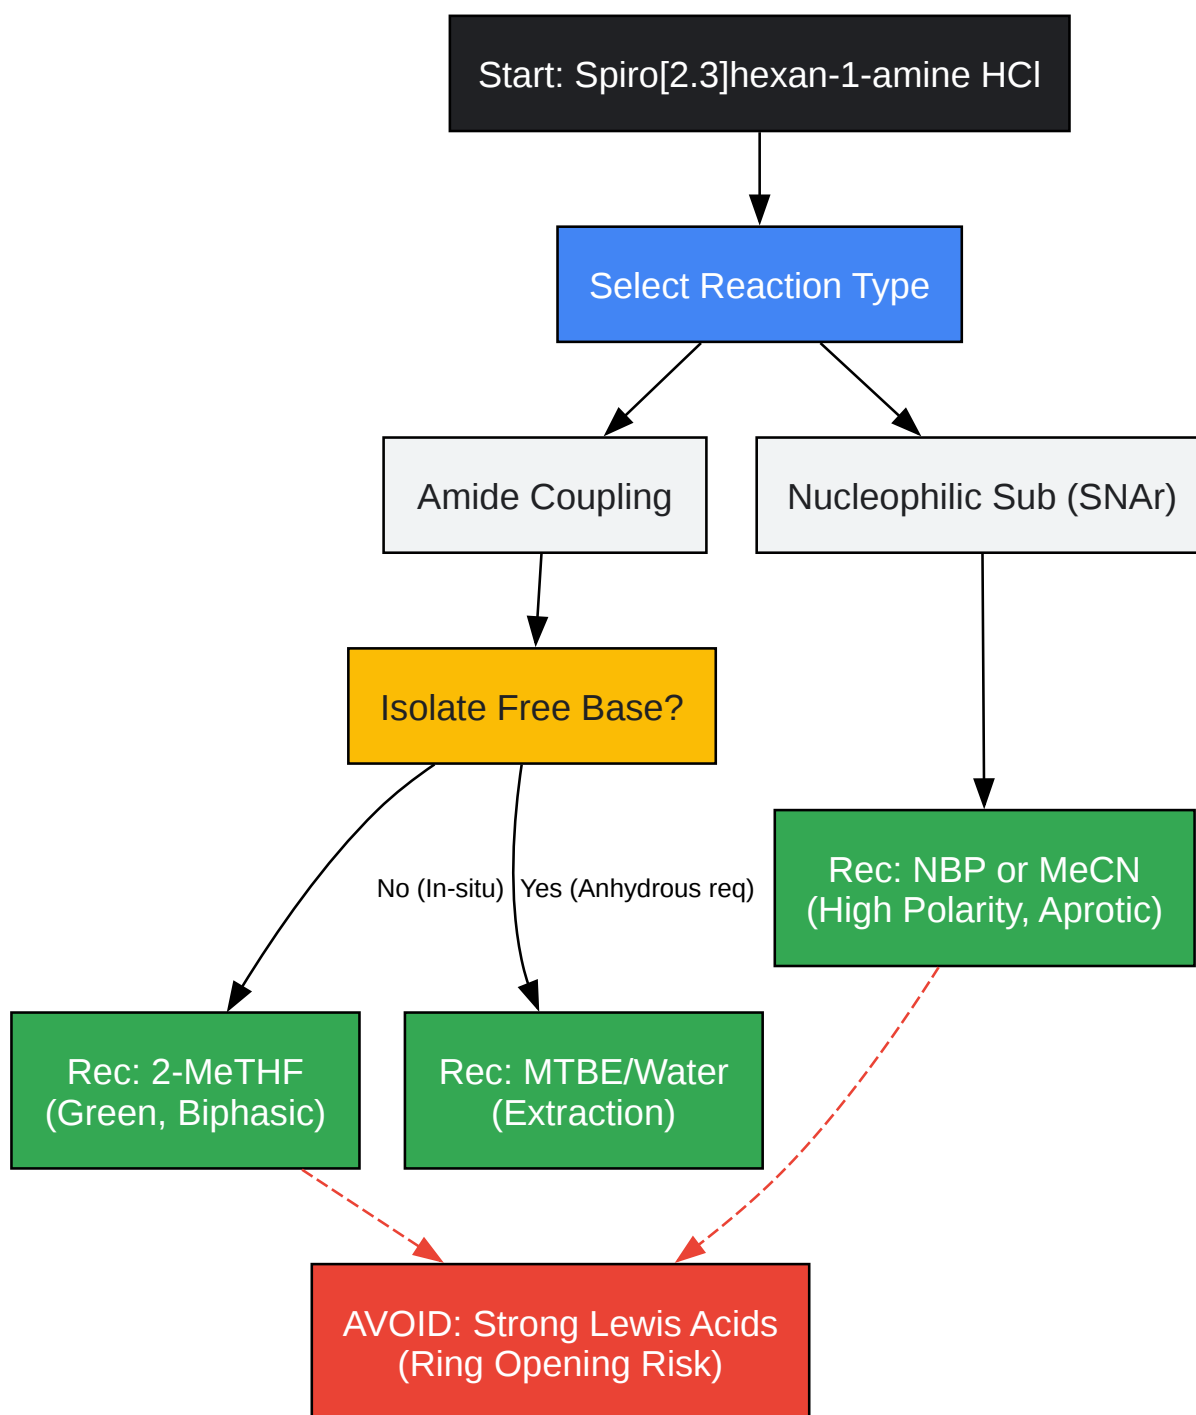 Start: Spiro[2.3]hexan-1-amine HCl
Select Reaction Type
Amide Coupling
Nucleophilic Sub (SNAr)
Isolate Free Base?
No (In-situ)
Yes (Anhydrous req)
Rec: NBP or MeCN
(High Polarity, Aprotic)
Rec: 2-MeTHF
(Green, Biphasic)
Rec: MTBE/Water
(Extraction)
AVOID: Strong Lewis Acids
(Ring Opening Risk)